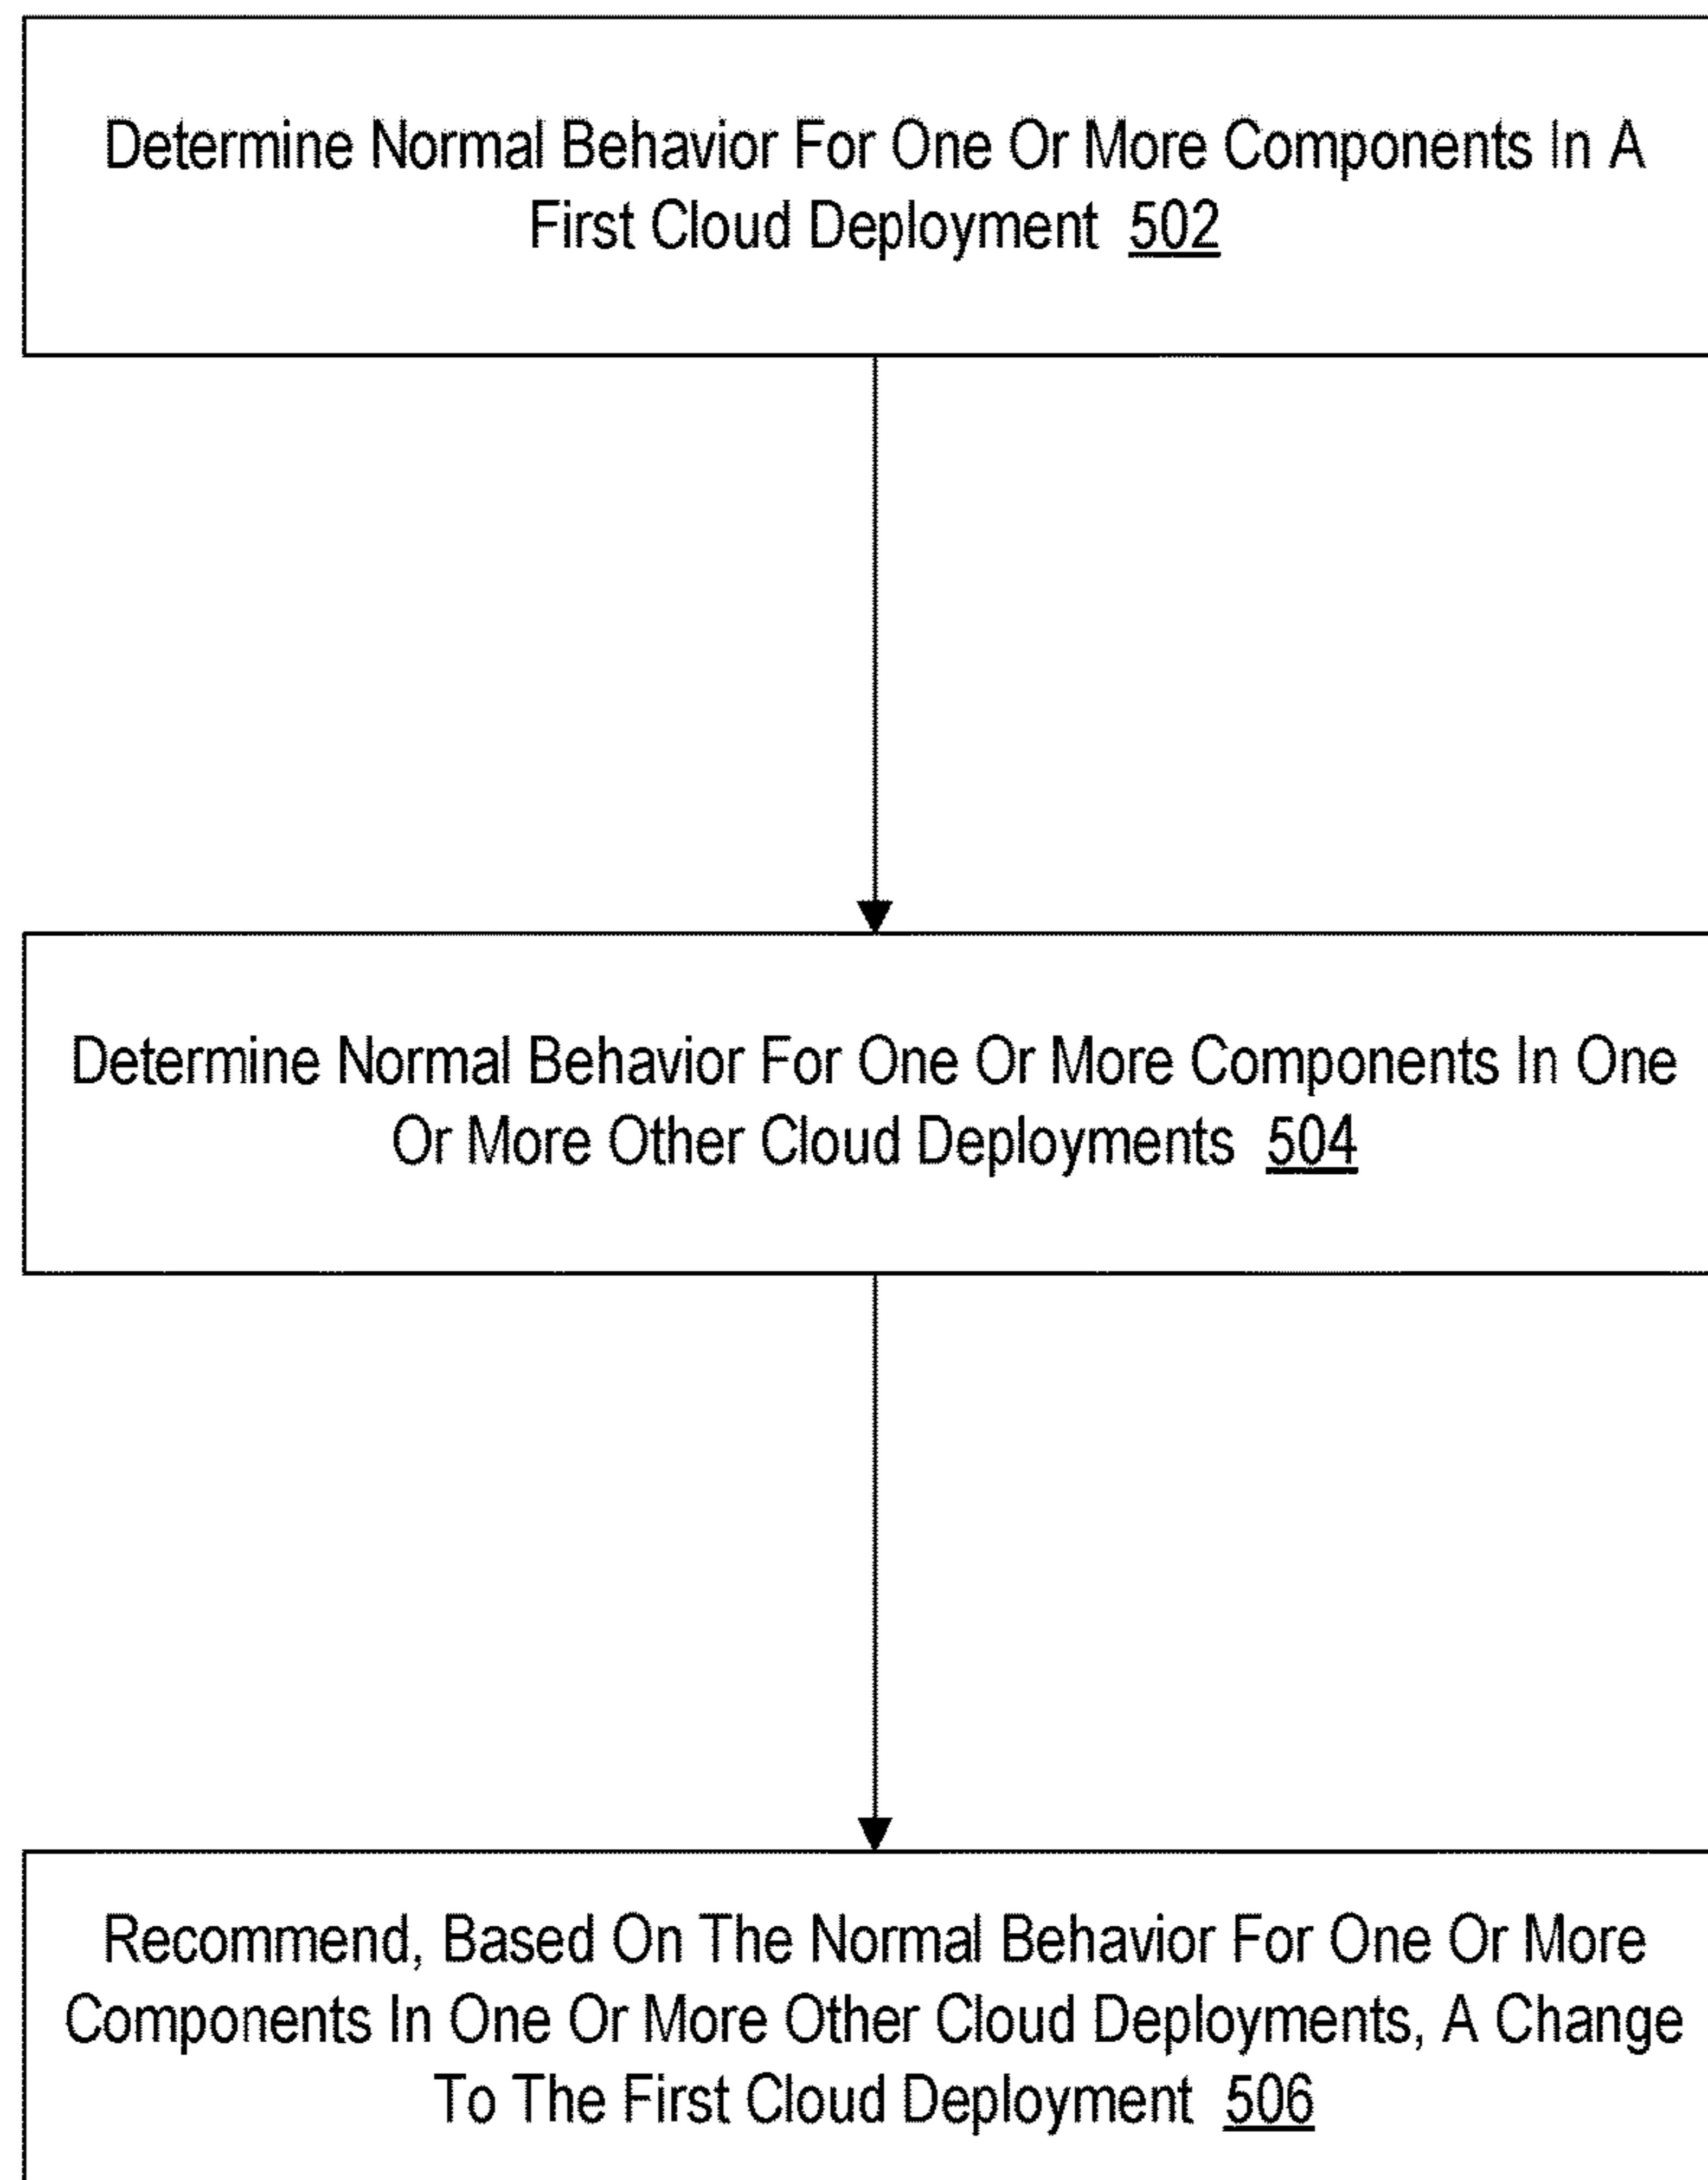 Determine Normal Behavior For One Or More Components In A
First Cloud Deployment 502
Determine Normal Behavior For One Or More Components In One
Or More Other Cloud Deployments 504
Recommend, Based On The Normal Behavior For One Or More
Components In One Or More Other Cloud Deployments, A Change
To The First Cloud Deployment 506